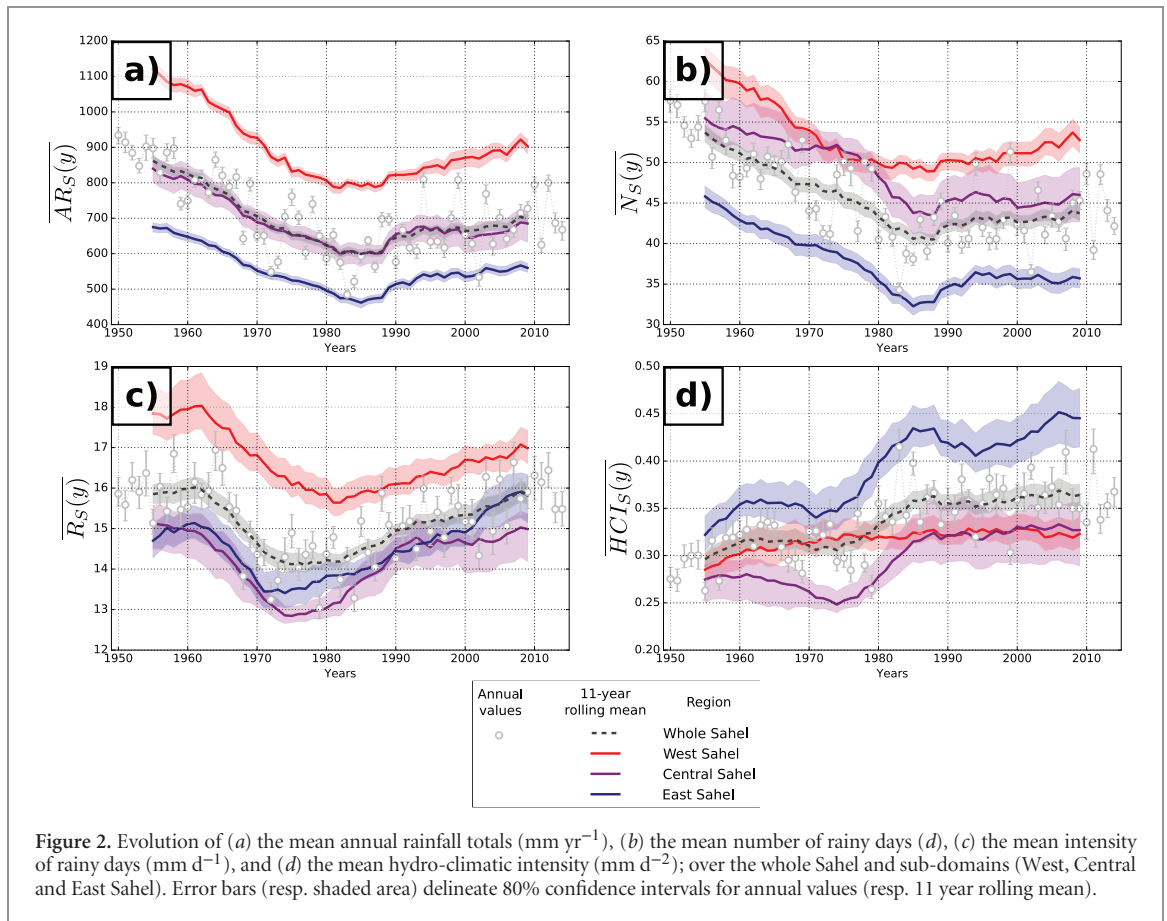 a)
1200
1100
1000
900
800
700
600
500
400
AR_S(y)
1950 1960 1970 1980 1990 2000 2010
Years
b)
65
60
55
50
45
40
35
30
N_S(y)
1950 1960 1970 1980 1990 2000 2010
Years
c)
19
18
17
16
15
14
13
12
R_S(y)
1950 1960 1970 1980 1990 2000 2010
Years
d)
0.50
0.45
0.40
0.35
0.30
0.25
0.20
HCI_S(y)
1950 1960 1970 1980 1990 2000 2010
Years
Annual values
11-year rolling mean
Region
Whole Sahel
West Sahel
Central Sahel
East Sahel
Figure 2. Evolution of (a) the mean annual rainfall totals (mm yr⁻¹), (b) the mean number of rainy days (d), (c) the mean intensity
of rainy days (mm d⁻¹), and (d) the mean hydro-climatic intensity (mm d⁻²); over the whole Sahel and sub-domains (West, Central
and East Sahel). Error bars (resp. shaded area) delineate 80% confidence intervals for annual values (resp. 11 year rolling mean).